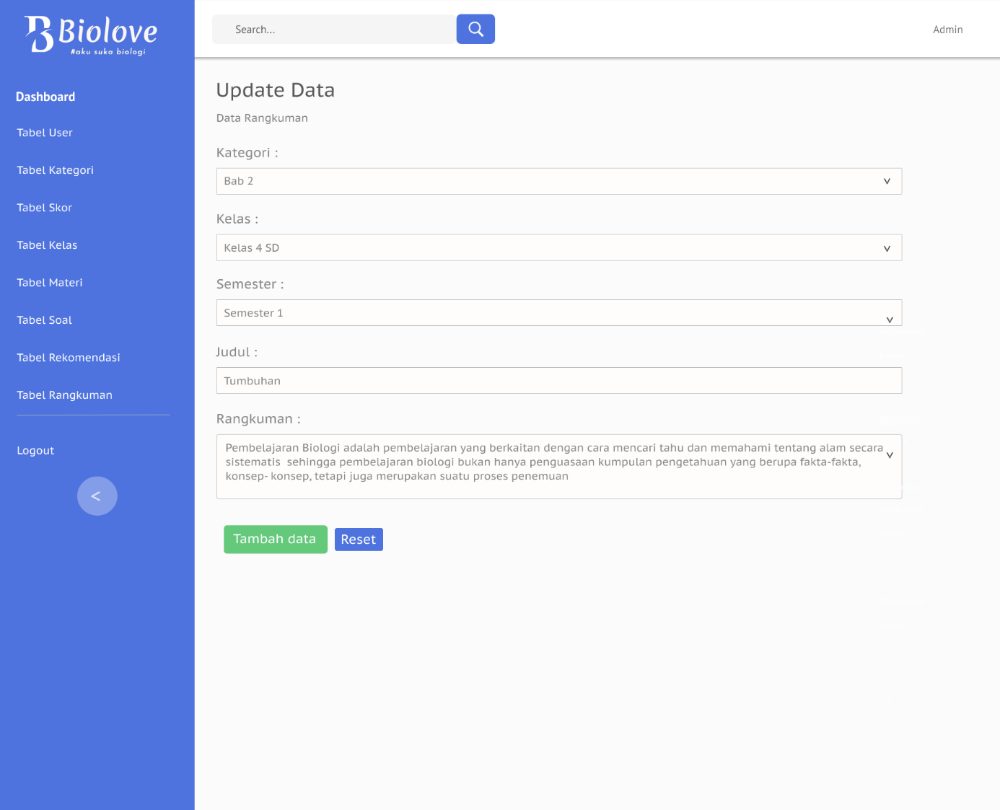 Biolove
#aku suka biologi
Search...
Admin
Dashboard
Tabel User
Tabel Kategori
Tabel Skor
Tabel Kelas
Tabel Materi
Tabel Soal
Tabel Rekomendasi
Tabel Rangkuman
Logout
<
Update Data
Data Rangkuman
Kategori :
Bab 2
Kelas :
Kelas 4 SD
Semester :
Semester 1
Judul :
Tumbuhan
Rangkuman :
Pembelajaran Biologi adalah pembelajaran yang berkaitan dengan cara mencari tahu dan memahami tentang alam secara
sistematis  sehingga pembelajaran biologi bukan hanya penguasaan kumpulan pengetahuan yang berupa fakta-fakta,
konsep- konsep, tetapi juga merupakan suatu proses penemuan
Tambah data
Reset